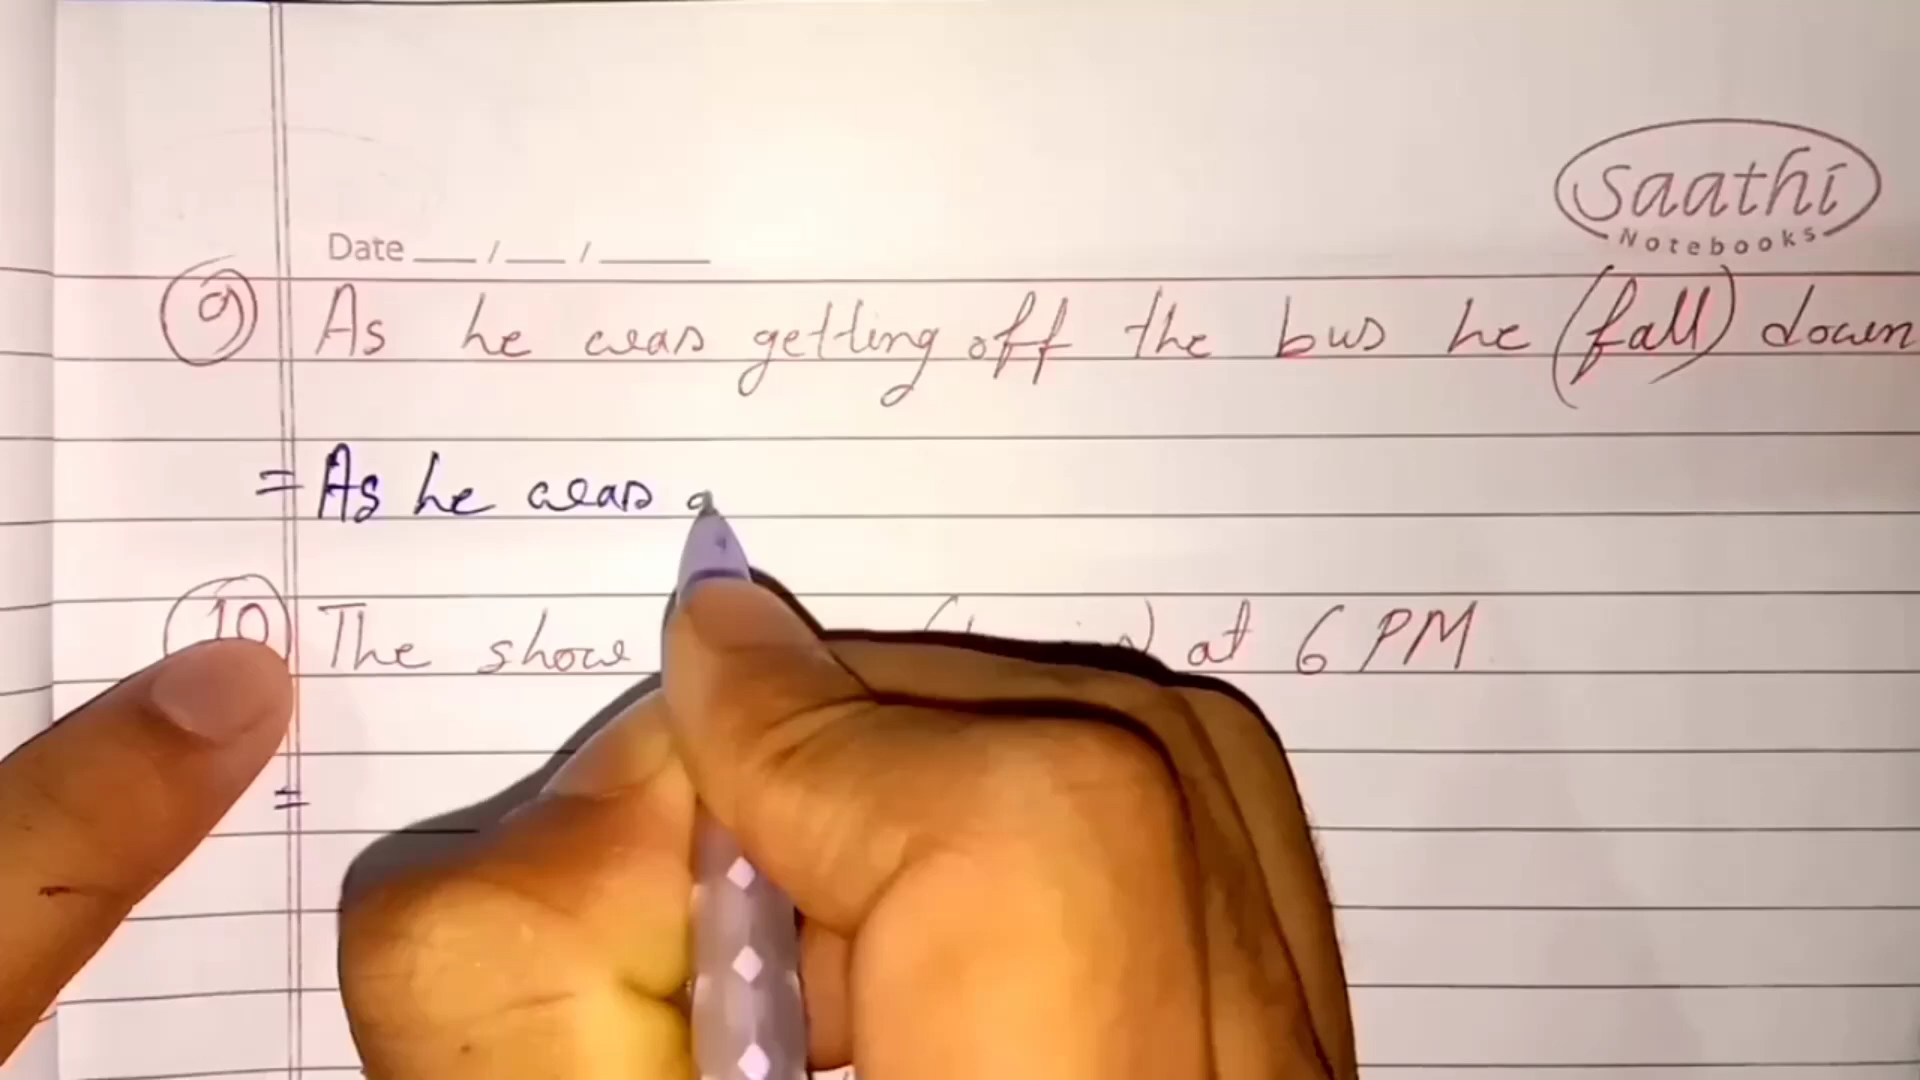 saathi
Notebooks
Date __ / __ / ____
9 As he was getting off the bus he (fall) down
= As he was
10 The show at 6 PM
=